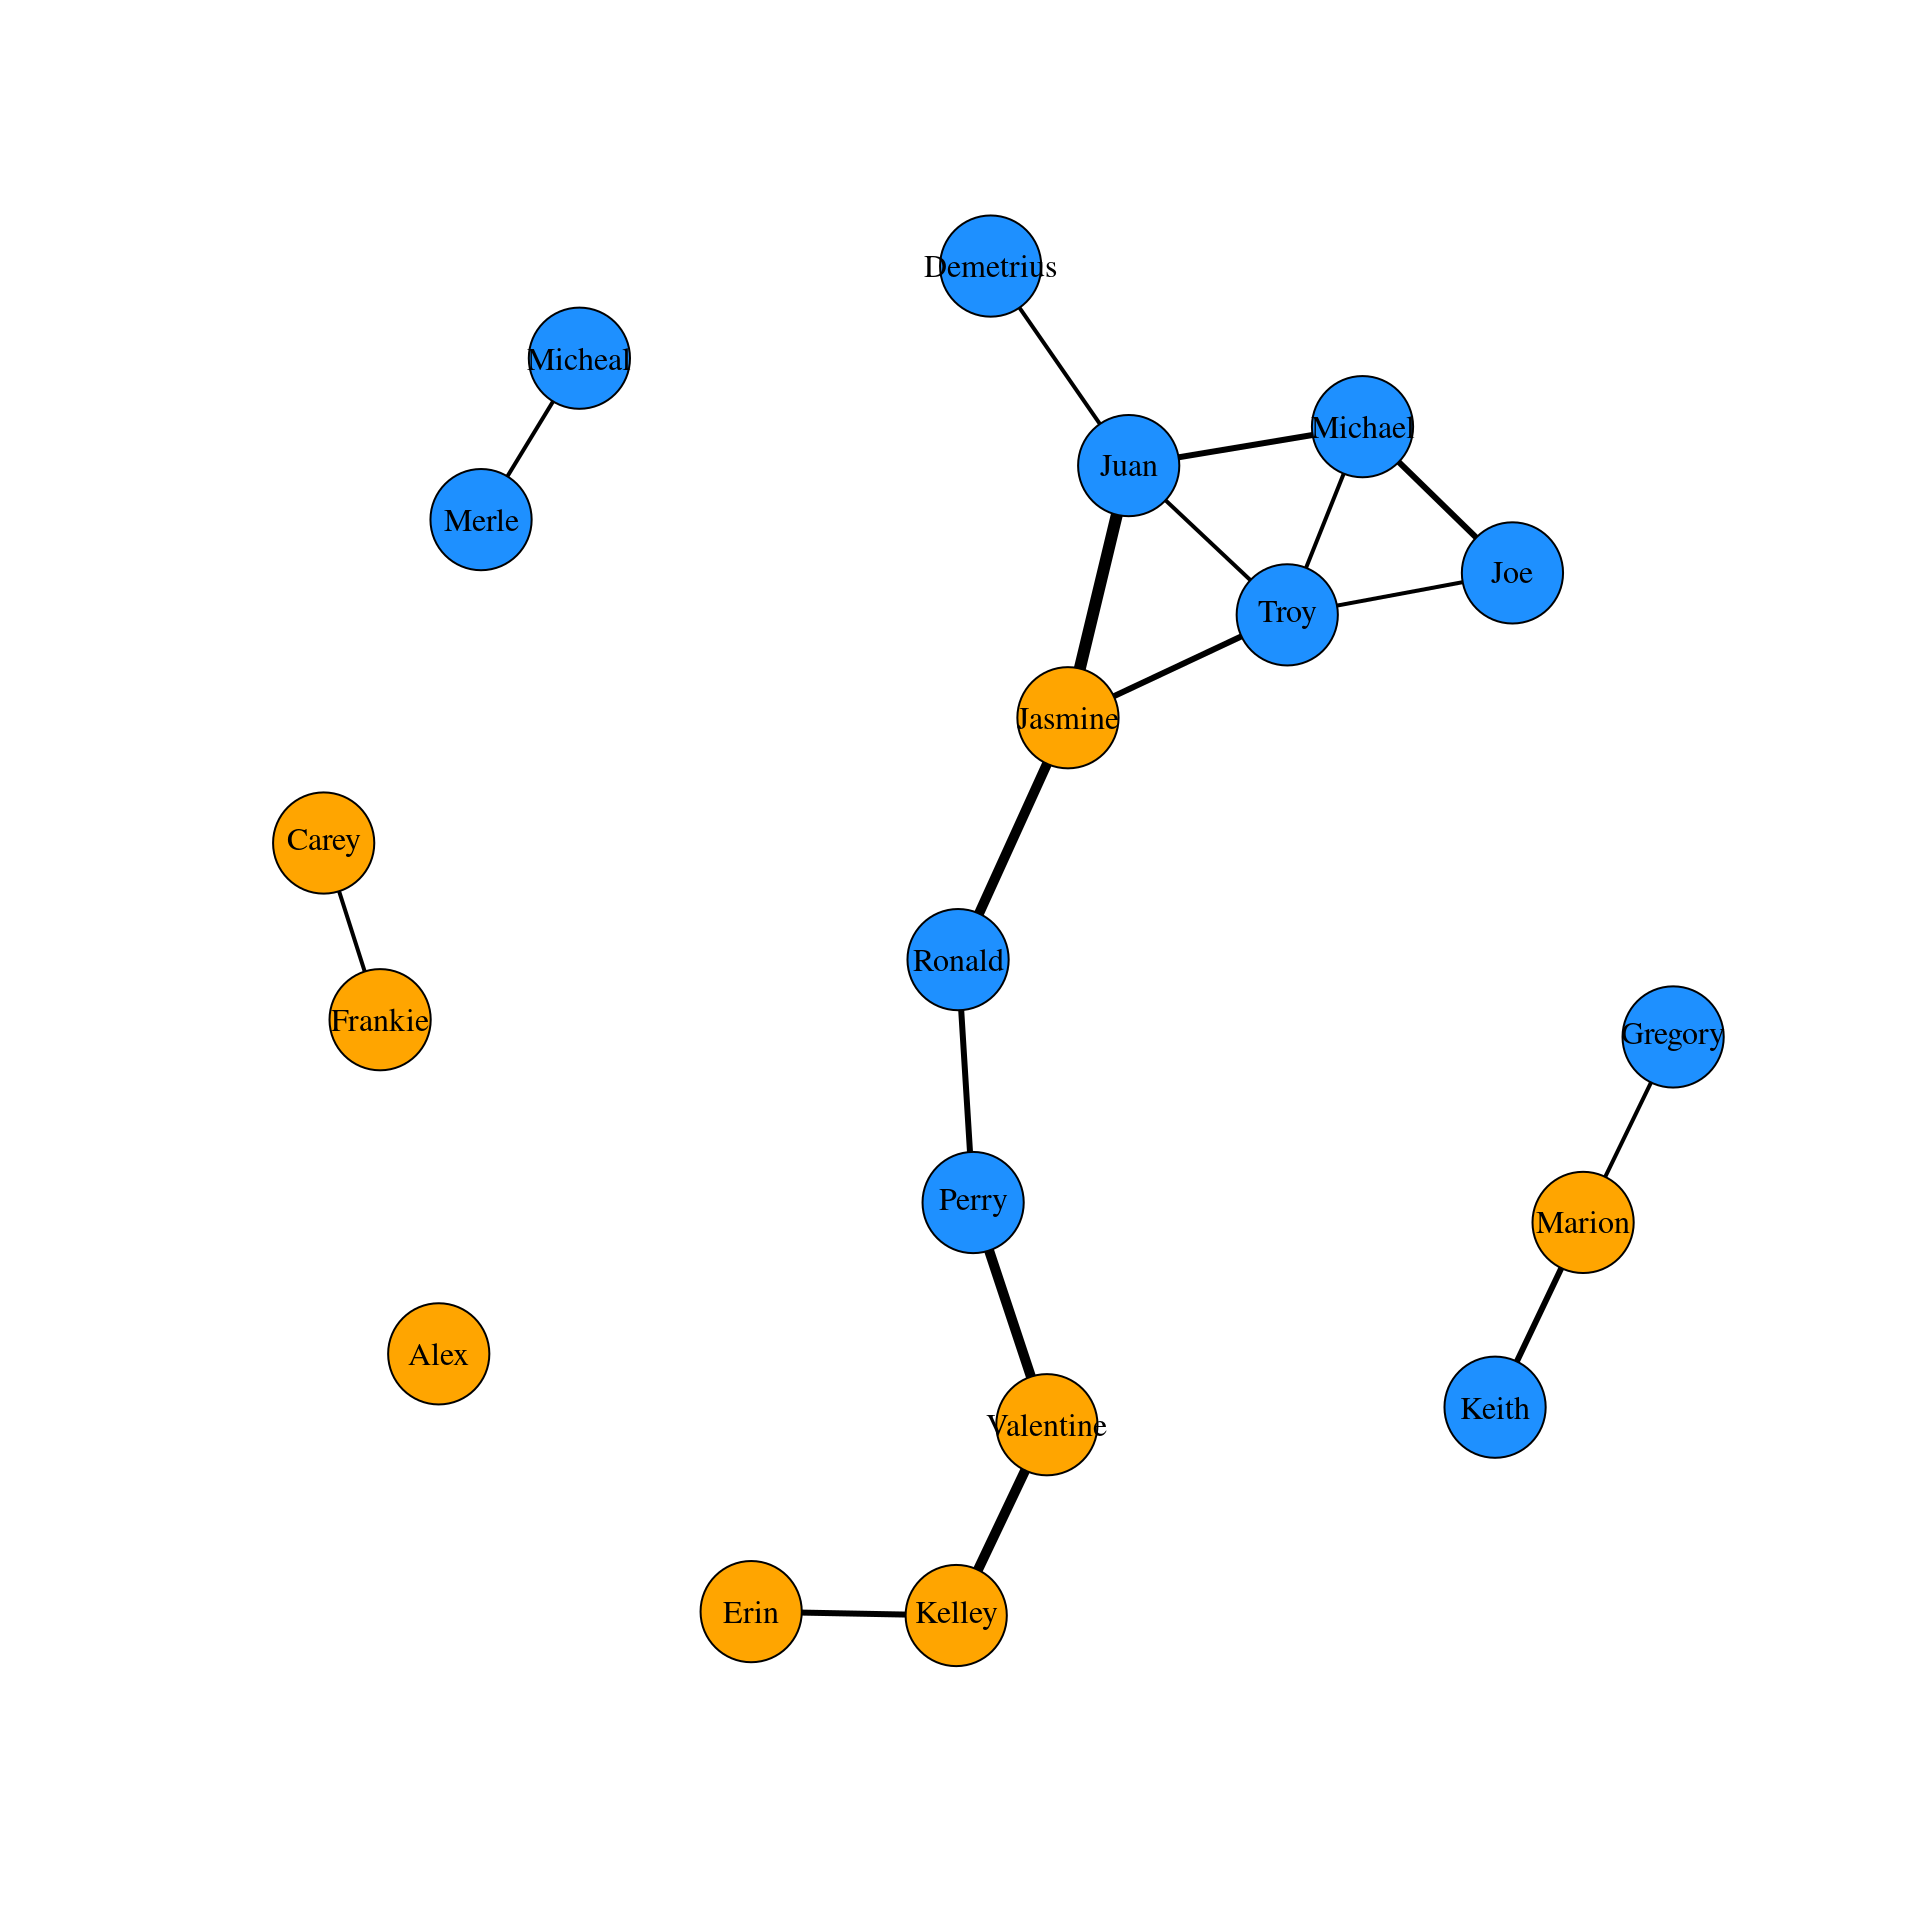 Demetrius
Micheal
Michael
Juan
Merle
Joe
Troy
Jasmine
Carey
Ronald
Frankie
Gregory
Perry
Marion
Alex
Keith
Valentine
Erin
Kelley